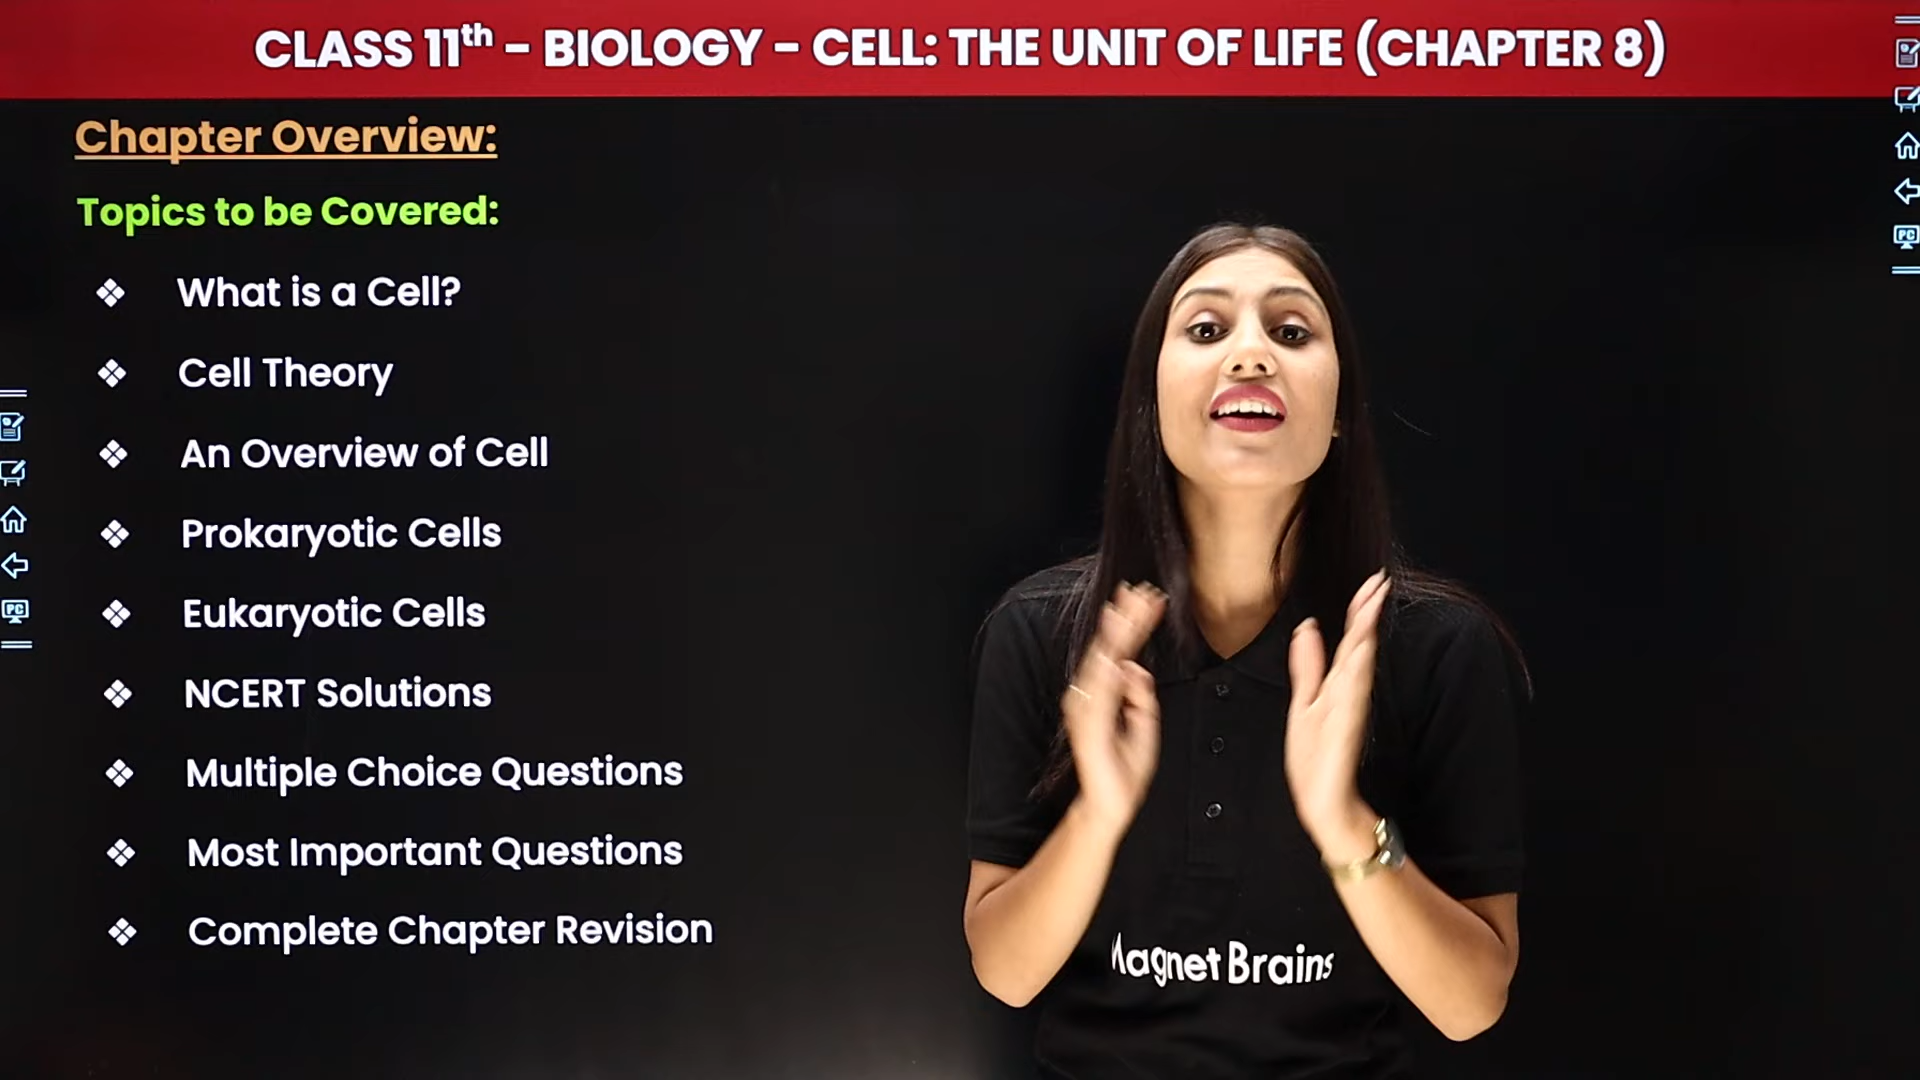 CLASS 11th - BIOLOGY - CELL: THE UNIT OF LIFE (CHAPTER 8)
Chapter Overview:
Topics to be Covered:
❖ What is a Cell?
❖ Cell Theory
❖ An Overview of Cell
❖ Prokaryotic Cells
❖ Eukaryotic Cells
❖ NCERT Solutions
❖ Multiple Choice Questions
❖ Most Important Questions
❖ Complete Chapter Revision
Magnet Brains
PC
PC